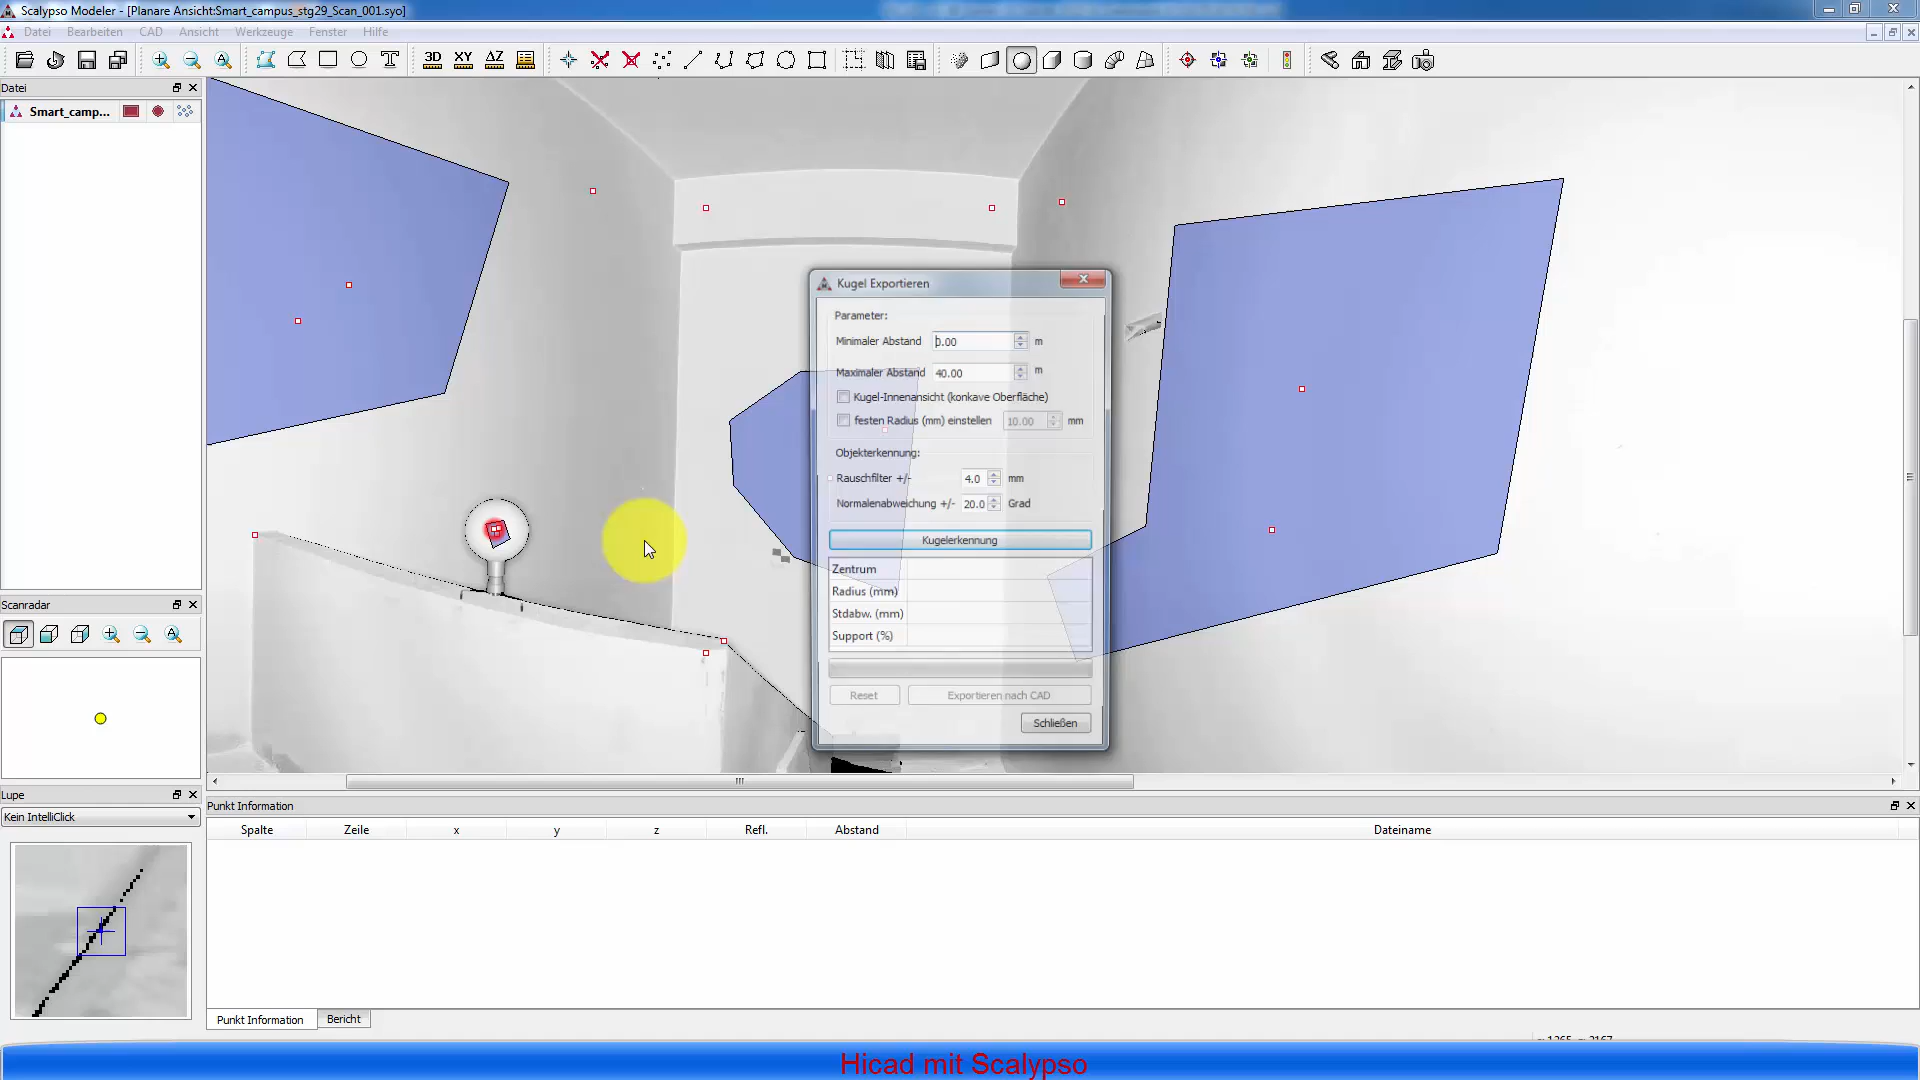 Scalypso Modeler - [Planare Ansicht:Smart_campus_stg29_Scan_001.syo]
Datei Bearbeiten CAD Ansicht Werkzeuge Fenster Hilfe
3D XY ΔZ
Datei
Smart_camp...
Kugel Exportieren
Parameter:
Minimaler Abstand 0.00 m
Maximaler Abstand 40.00 m
Kugel-Innenansicht (konkave Oberfläche)
festen Radius (mm) einstellen 10.00 mm
Objekterkennung:
Rauschfilter +/- 4.0 mm
Normalenabweichung +/- 20.0 Grad
Kugelerkennung
Zentrum
Radius (mm)
Stdabw. (mm)
Support (%)
Reset Exportieren nach CAD
Schließen
Scanradar
Lupe
Kein IntelliClick
Punkt Information
Spalte Zeile x y z Refl. Abstand Dateiname
Punkt Information Bericht
Hicad mit Scalypso